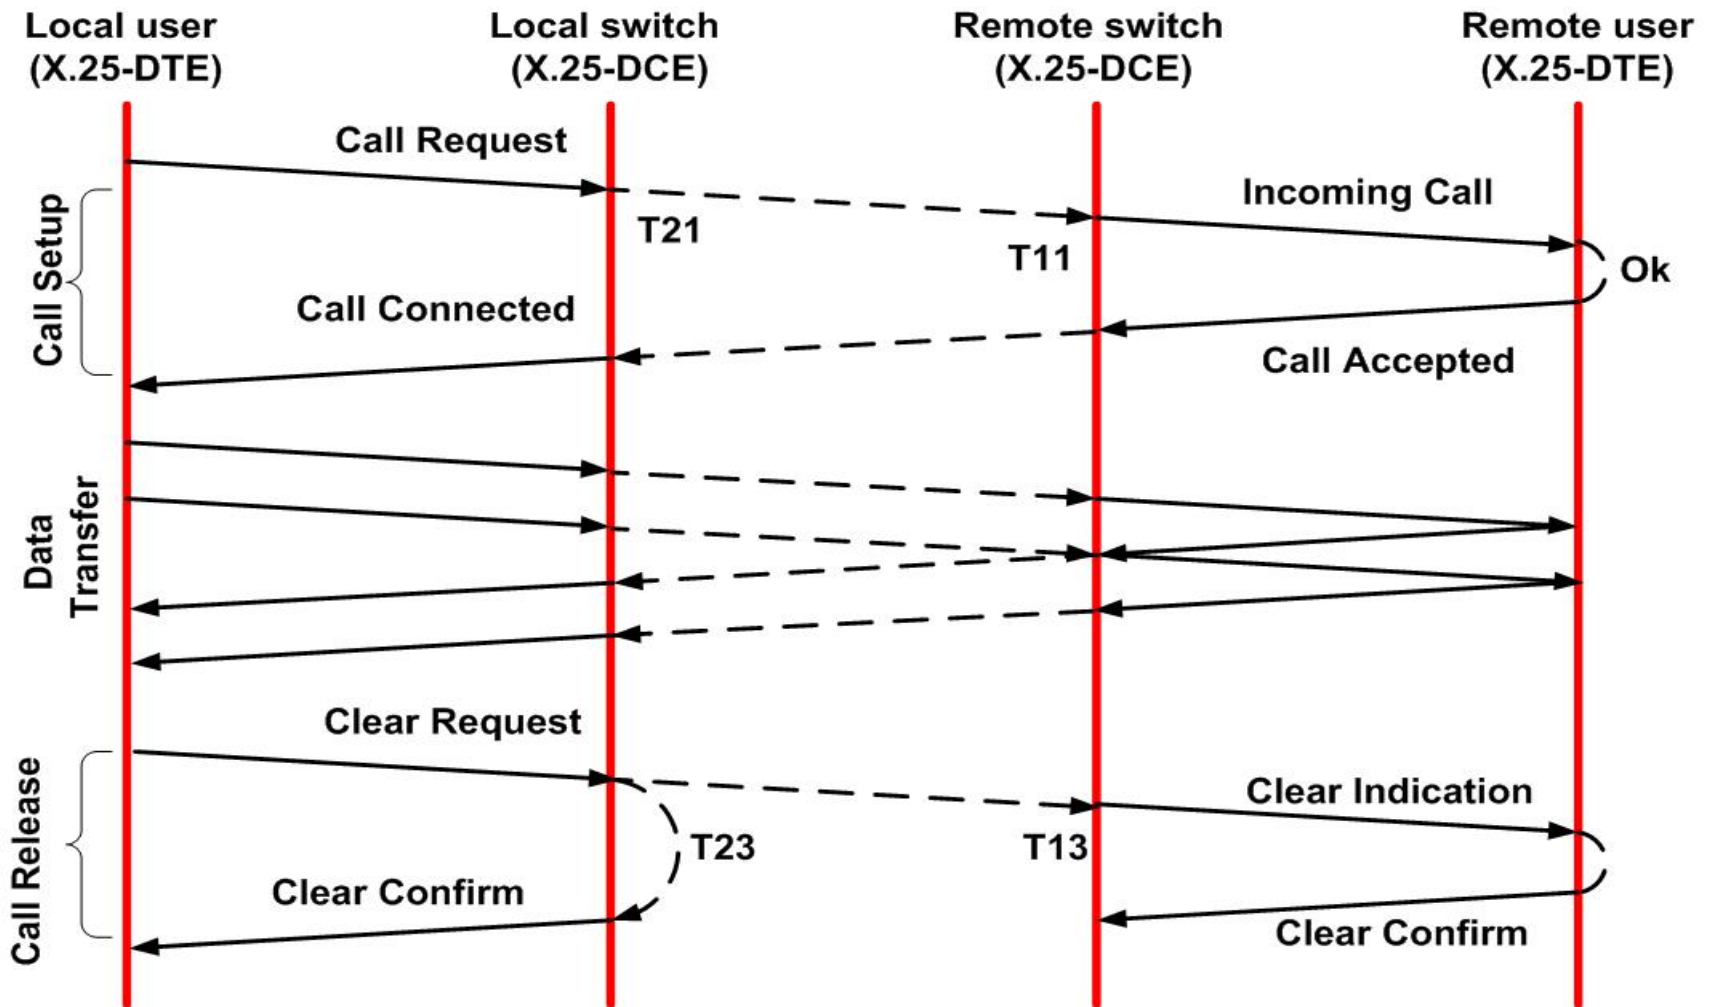 Local user
(X.25-DTE)
Local switch
(X.25-DCE)
Remote switch
(X.25-DCE)
Remote user
(X.25-DTE)
Call Request
Incoming Call
T21
T11
Ok
Call Setup
Call Connected
Call Accepted
Data
Transfer
Clear Request
Clear Indication
T23
T13
Call Release
Clear Confirm
Clear Confirm